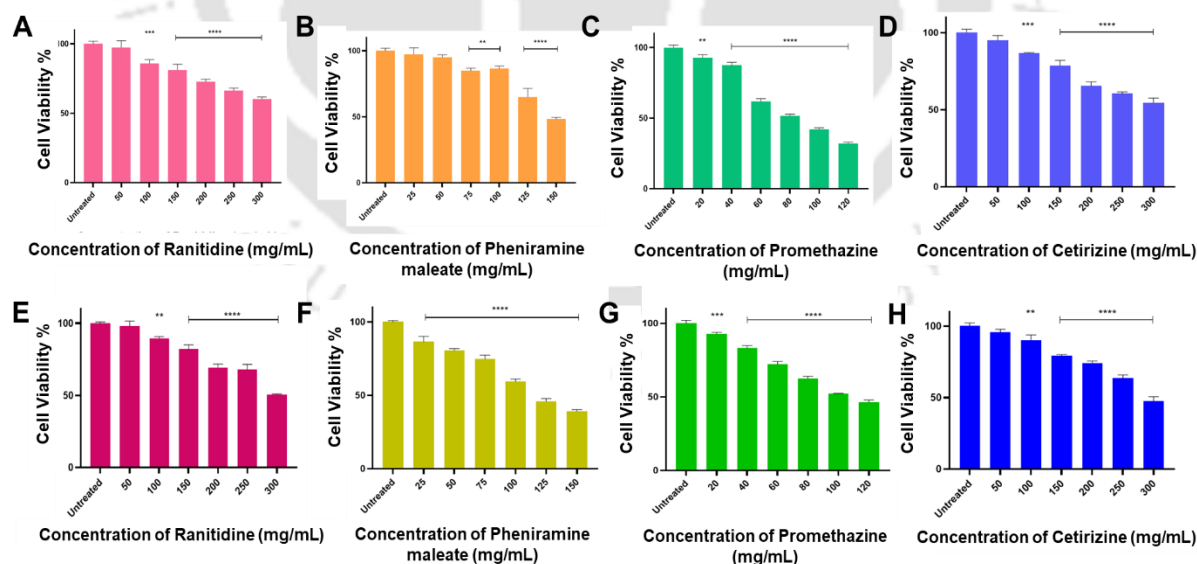 A
Cell Viability %
100
50
0
***
****
Untreated
50
100
150
200
250
300
Concentration of Ranitidine (mg/mL)
B
Cell Viability %
100
50
0
**
****
Untreated
25
50
75
100
125
150
Concentration of Pheniramine
maleate (mg/mL)
C
Cell Viability %
100
50
0
**
****
Untreated
20
40
60
80
100
120
Concentration of Promethazine
(mg/mL)
D
Cell Viability %
100
50
0
***
****
Untreated
50
100
150
200
250
300
Concentration of Cetirizine (mg/mL)
E
Cell Viability %
100
50
0
**
****
Untreated
50
100
150
200
250
300
Concentration of Ranitidine (mg/mL)
F
Cell Viability %
100
50
0
****
Untreated
25
50
75
100
125
150
Concentration of Pheniramine
maleate (mg/mL)
G
Cell Viability %
100
50
0
***
****
Untreated
20
40
60
80
100
120
Concentration of Promethazine
(mg/mL)
H
Cell Viability %
100
50
0
**
****
Untreated
50
100
150
200
250
300
Concentration of Cetirizine (mg/mL)